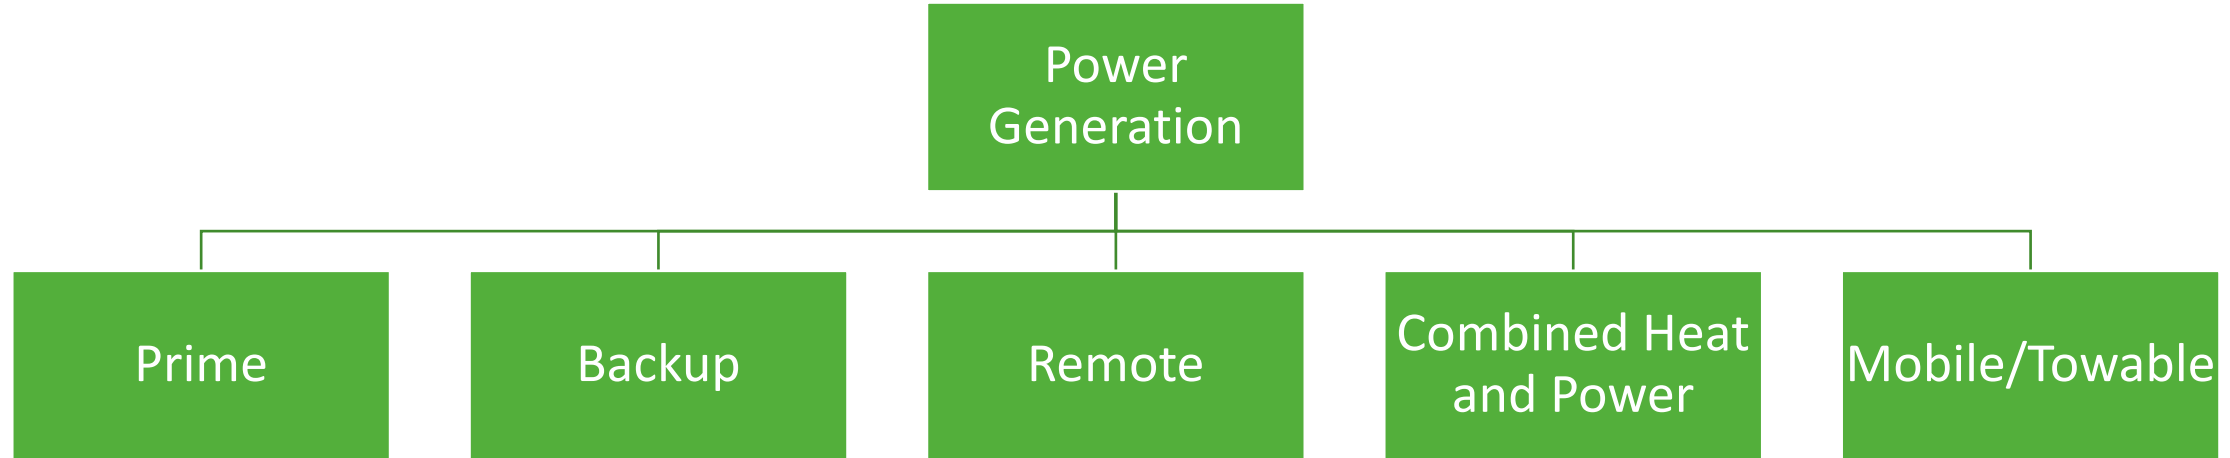 Power
Generation
Prime
Backup
Remote
Combined Heat
and Power
Mobile/Towable